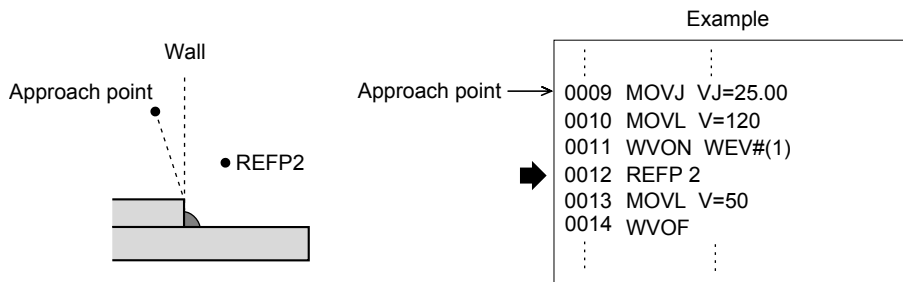 Example
Wall
Approach point
REFP2
Approach point
0009 MOVJ VJ=25.00
0010 MOVL V=120
0011 WVON WEV#(1)
0012 REFP 2
0013 MOVL V=50
0014 WVOF